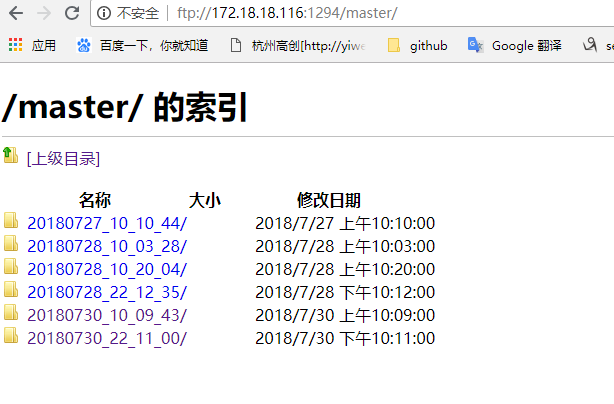 不安全 ftp://172.18.18.116:1294/master/
应用 百度一下，你就知道 杭州高创[http://yiwe github Google 翻译 se
/master/ 的索引
[上级目录]
名称 大小 修改日期
20180727_10_10_44/ 2018/7/27 上午10:10:00
20180728_10_03_28/ 2018/7/28 上午10:03:00
20180728_10_20_04/ 2018/7/28 上午10:20:00
20180728_22_12_35/ 2018/7/28 下午10:12:00
20180730_10_09_43/ 2018/7/30 上午10:09:00
20180730_22_11_00/ 2018/7/30 下午10:11:00